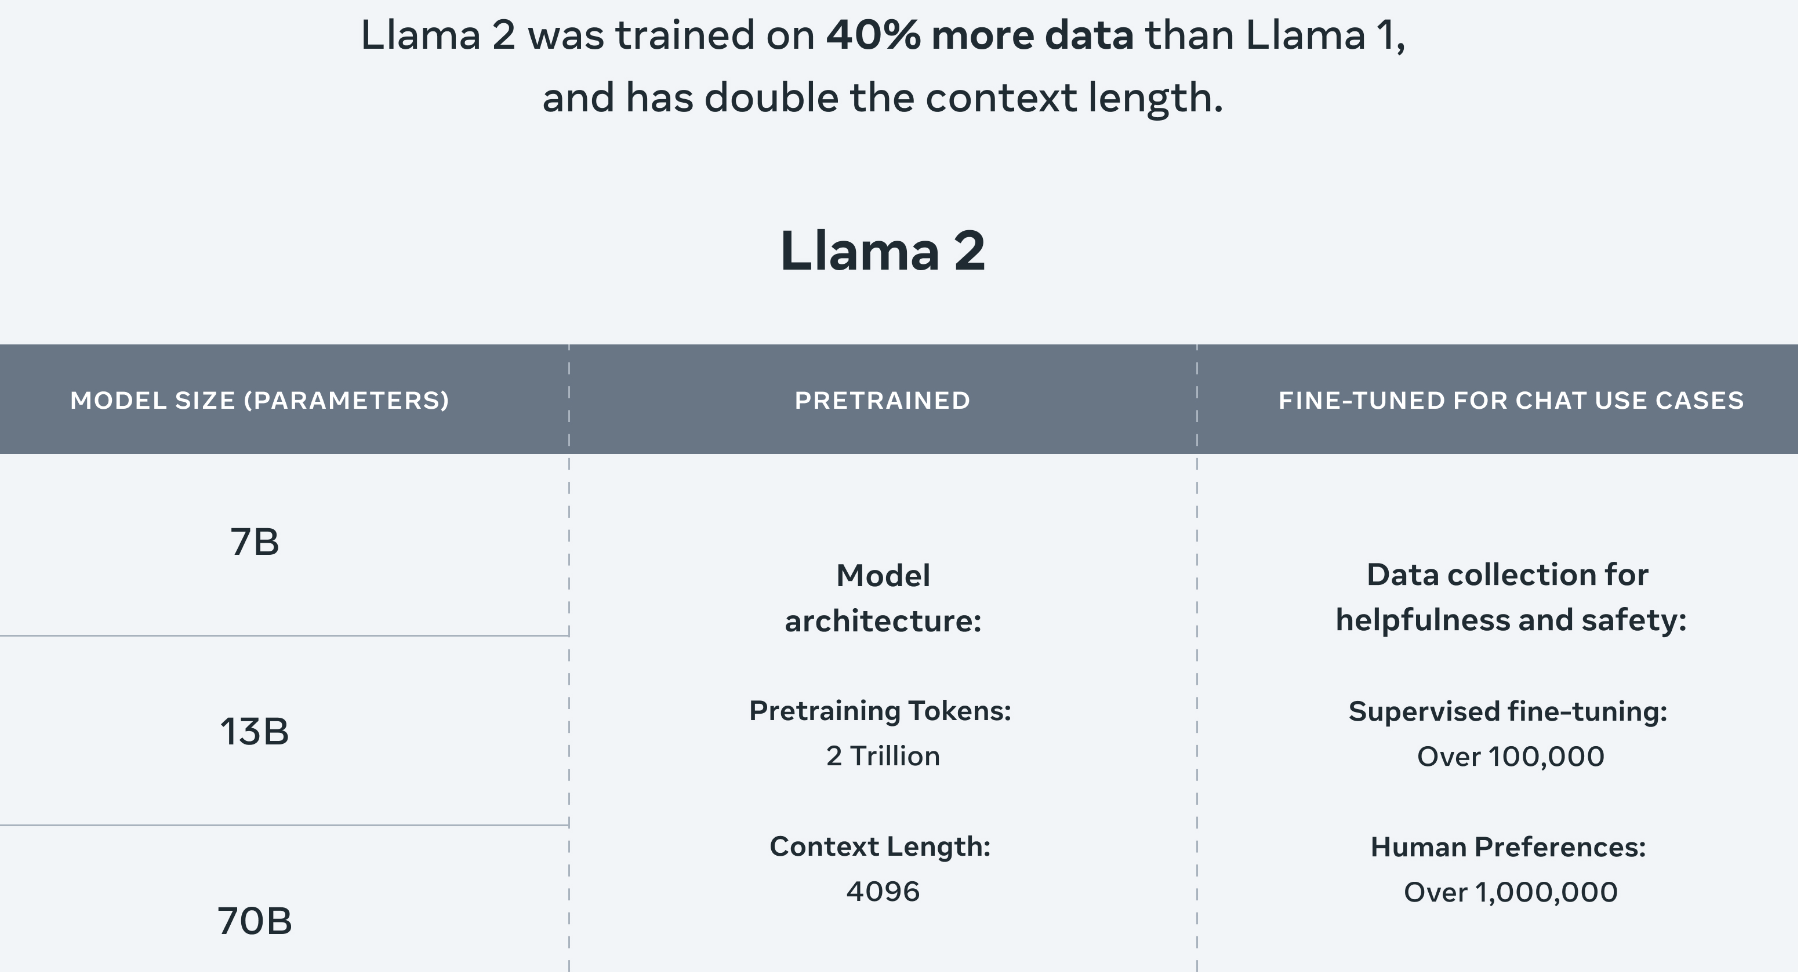 Llama 2 was trained on 40% more data than Llama 1,
and has double the context length.
Llama 2
MODEL SIZE (PARAMETERS)
PRETRAINED
FINE-TUNED FOR CHAT USE CASES
7B
13B
70B
Model
architecture:
Pretraining Tokens:
2 Trillion
Context Length:
4096
Data collection for
helpfulness and safety:
Supervised fine-tuning:
Over 100,000
Human Preferences:
Over 1,000,000